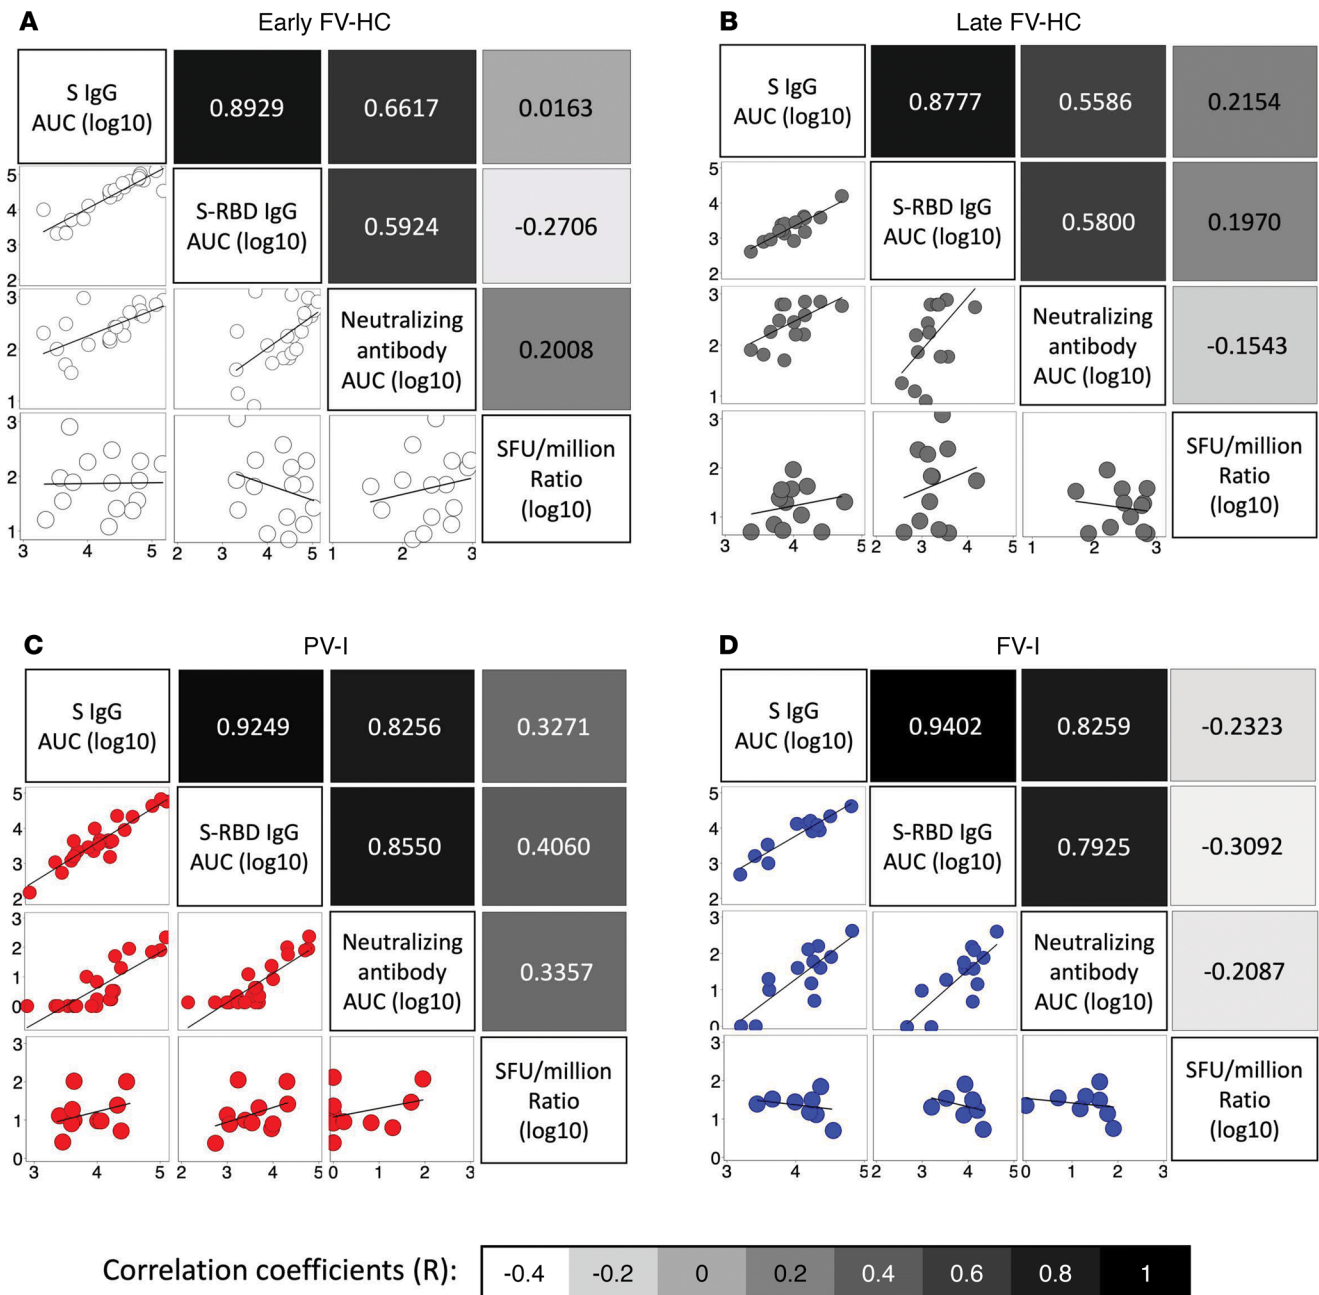 A Early FV-HC
B Late FV-HC
S IgG
AUC (log10)
0.8929
0.6617
0.0163
5
4
3
2
S-RBD IgG
AUC (log10)
0.5924
-0.2706
3
2
1
Neutralizing
antibody
AUC (log10)
0.2008
3
2
1
SFU/million
Ratio
(log10)
3 4 5 2 3 4 5 1 2 3
S IgG
AUC (log10)
0.8777
0.5586
0.2154
5
4
3
2
S-RBD IgG
AUC (log10)
0.5800
0.1970
3
2
1
Neutralizing
antibody
AUC (log10)
-0.1543
3
2
1
SFU/million
Ratio
(log10)
3 4 5 2 3 4 5 1 2 3
C PV-I
D FV-I
S IgG
AUC (log10)
0.9249
0.8256
0.3271
5
4
3
2
S-RBD IgG
AUC (log10)
0.8550
0.4060
3
2
1
0
Neutralizing
antibody
AUC (log10)
0.3357
3
2
1
0
SFU/million
Ratio
(log10)
3 4 5 2 3 4 5 0 1 2 3
S IgG
AUC (log10)
0.9402
0.8259
-0.2323
5
4
3
2
S-RBD IgG
AUC (log10)
0.7925
-0.3092
3
2
1
0
Neutralizing
antibody
AUC (log10)
-0.2087
3
2
1
0
SFU/million
Ratio
(log10)
3 4 5 2 3 4 5 0 1 2 3
Correlation coefficients (R): -0.4 -0.2 0 0.2 0.4 0.6 0.8 1